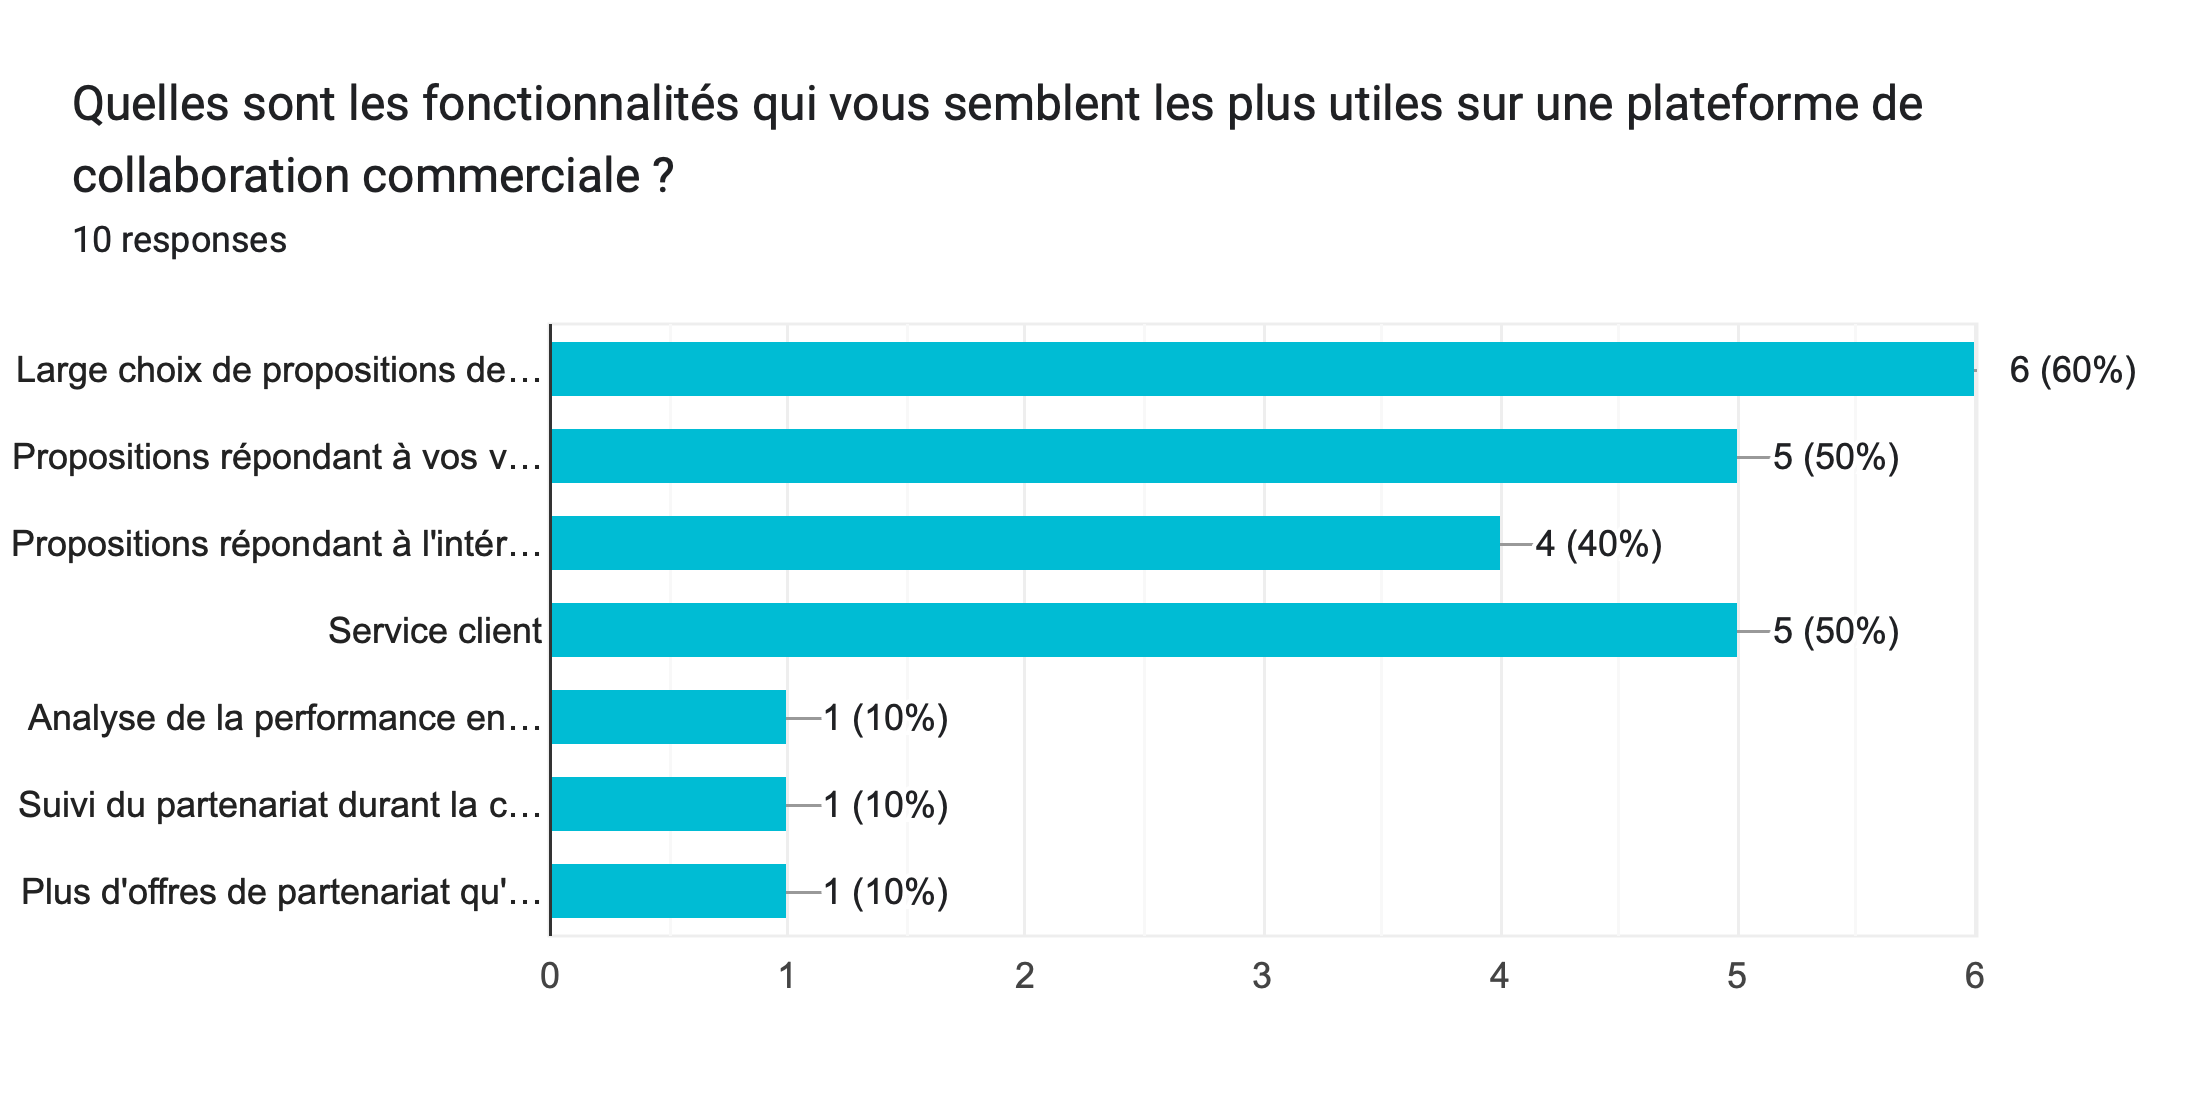 Quelles sont les fonctionnalités qui vous semblent les plus utiles sur une plateforme de
collaboration commerciale ?
10 responses
Large choix de propositions de… 6 (60%)
Propositions répondant à vos v… 5 (50%)
Propositions répondant à l'intér… 4 (40%)
Service client 5 (50%)
Analyse de la performance en… 1 (10%)
Suivi du partenariat durant la c… 1 (10%)
Plus d'offres de partenariat qu'… 1 (10%)
0 1 2 3 4 5 6